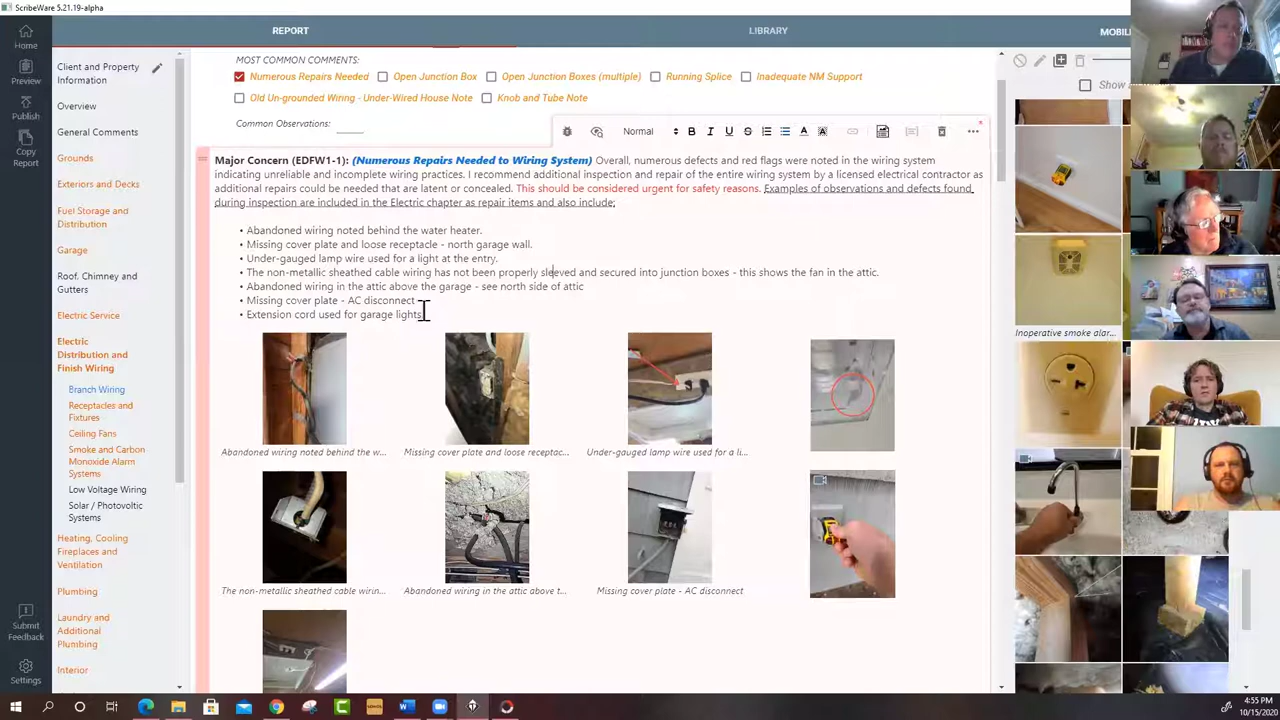 ScribeWare 5.21.19-alpha
REPORT
LIBRARY
Home
Preview
Publish
Copy
Report
Submit
Feedback
Settings
Client and Property
Information
Overview
General Comments
Grounds
Exteriors and Decks
Fuel Storage and
Distribution
Garage
Roof, Chimney and
Gutters
Electric Service
Electric
Distribution and
Finish Wiring
Branch Wiring
Receptacles and
Fixtures
Ceiling Fans
Smoke and Carbon
Monoxide Alarm
Systems
Low Voltage Wiring
Solar / Photovoltic
Systems
Heating, Cooling
Fireplaces and
Ventilation
Plumbing
Laundry and
Additional
Plumbing
Interior
MOST COMMON COMMENTS:
Numerous Repairs Needed Open Junction Box Open Junction Boxes (multiple) Running Splice Inadequate NM Support
Old Un-grounded Wiring - Under-Wired House Note Knob and Tube Note
Common Observations:
Normal B I U S A A
Major Concern (EDFW1-1): (Numerous Repairs Needed to Wiring System) Overall, numerous defects and red flags were noted in the wiring system
indicating unreliable and incomplete wiring practices. I recommend additional inspection and repair of the entire wiring system by a licensed electrical contractor as
additional repairs could be needed that are latent or concealed. This should be considered urgent for safety reasons. Examples of observations and defects found
during inspection are included in the Electric chapter as repair items and also include;
• Abandoned wiring noted behind the water heater.
• Missing cover plate and loose receptacle - north garage wall.
• Under-gauged lamp wire used for a light at the entry.
• The non-metallic sheathed cable wiring has not been properly sleeved and secured into junction boxes - this shows the fan in the attic.
• Abandoned wiring in the attic above the garage - see north side of attic
• Missing cover plate - AC disconnect
• Extension cord used for garage lights
Abandoned wiring noted behind the w...
Missing cover plate and loose receptac...
Under-gauged lamp wire used for a li...
The non-metallic sheathed cable wirin...
Abandoned wiring in the attic above t...
Missing cover plate - AC disconnect
Inoperative smoke alar...
4:55 PM
10/15/2020